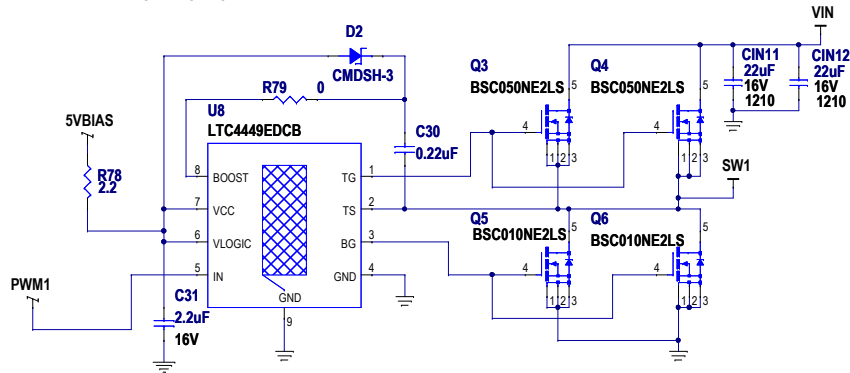 VIN
D2
CMDSH-3
Q3
Q4
CIN11
22uF
16V
1210
CIN12
22uF
16V
1210
BSC050NE2LS
BSC050NE2LS
R79
0
U8
LTC4449EDCB
5VBIAS
C30
0.22uF
5
5
4
4
1
2
3
1
2
3
R78
2.2
8
BOOST
TG
1
7
VCC
TS
2
6
VLOGIC
BG
3
5
IN
GND
4
GND
9
SW1
Q5
Q6
BSC010NE2LS
BSC010NE2LS
5
5
4
4
1
2
3
1
2
3
PWM1
C31
2.2uF
16V